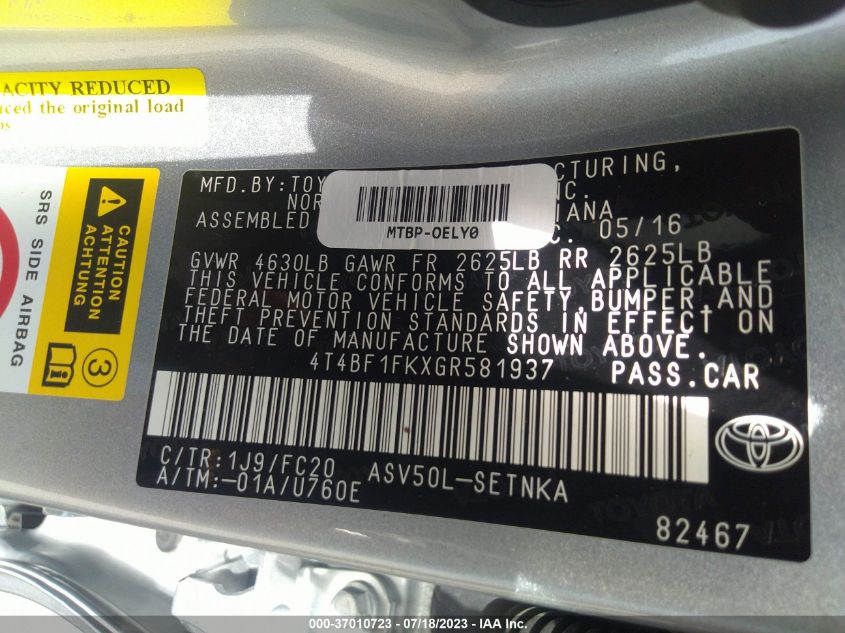 ACITY REDUCED
ced the original load
SRS SIDE AIRBAG
CAUTION
ATTENTION
ACHTUNG
3
MFD.BY:TOY CTURING,
NOR
ASSEMBLED IANA
05/16
MTBP-OELY0
GVWR 4630LB GAWR FR 2625LB RR 2625LB
THIS VEHICLE CONFORMS TO ALL APPLICABLE
FEDERAL MOTOR VEHICLE SAFETY, BUMPER, AND
THEFT PREVENTION STANDARDS IN EFFECT ON
THE DATE OF MANUFACTURE SHOWN ABOVE.
4T4BF1FKXGR581937 PASS.CAR
C/TR:1J9/FC20 ASV50L-SETNKA
A/TM:-01A/U760E
82467
000-37010723 / 07/18/2023 - IAA Inc.